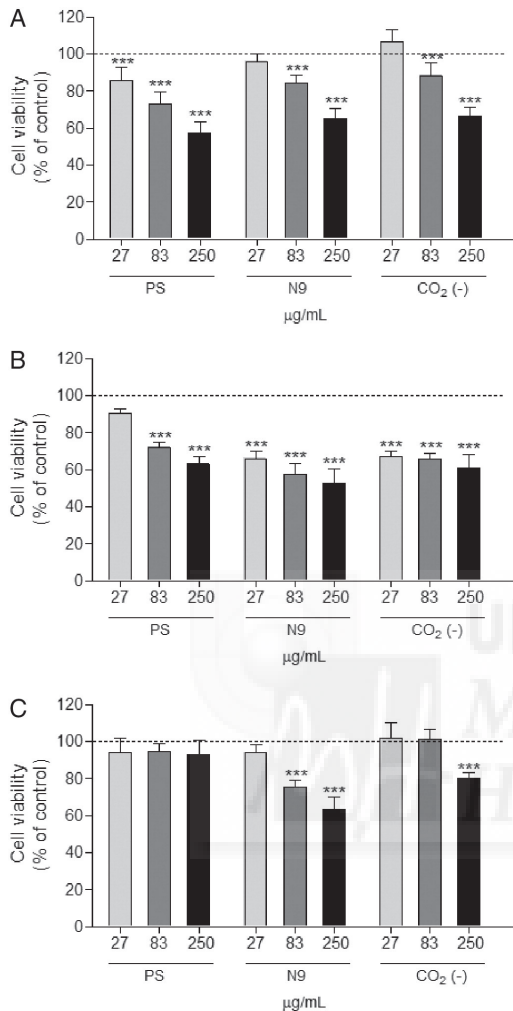 A
120
100
80
60
40
20
0
Cell viability
(% of control)
*** *** *** *** *** *** ***
27 83 250 27 83 250 27 83 250
PS N9 CO₂ (-)
µg/mL
B
120
100
80
60
40
20
0
Cell viability
(% of control)
*** *** *** *** *** *** *** ***
27 83 250 27 83 250 27 83 250
PS N9 CO₂ (-)
µg/mL
C
120
100
80
60
40
20
0
Cell viability
(% of control)
*** *** ***
27 83 250 27 83 250 27 83 250
PS N9 CO₂ (-)
µg/mL